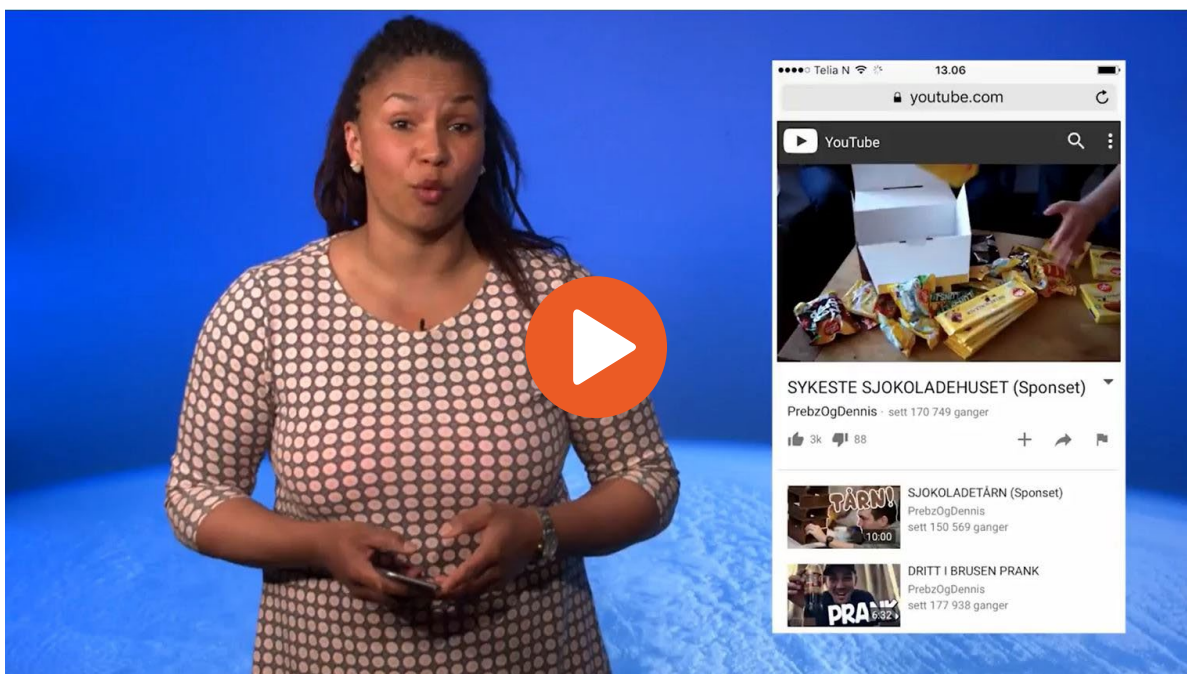 Telia N
13.06
youtube.com
YouTube
SYKESTE SJOKOLADEHUSET (Sponset)
PrebzOgDennis · sett 170 749 ganger
3k
88
TÅRN!
10:00
SJOKOLADETÅRN (Sponset)
PrebzOgDennis
sett 150 569 ganger
PRANK
6:32
DRITT I BRUSEN PRANK
PrebzOgDennis
sett 177 938 ganger